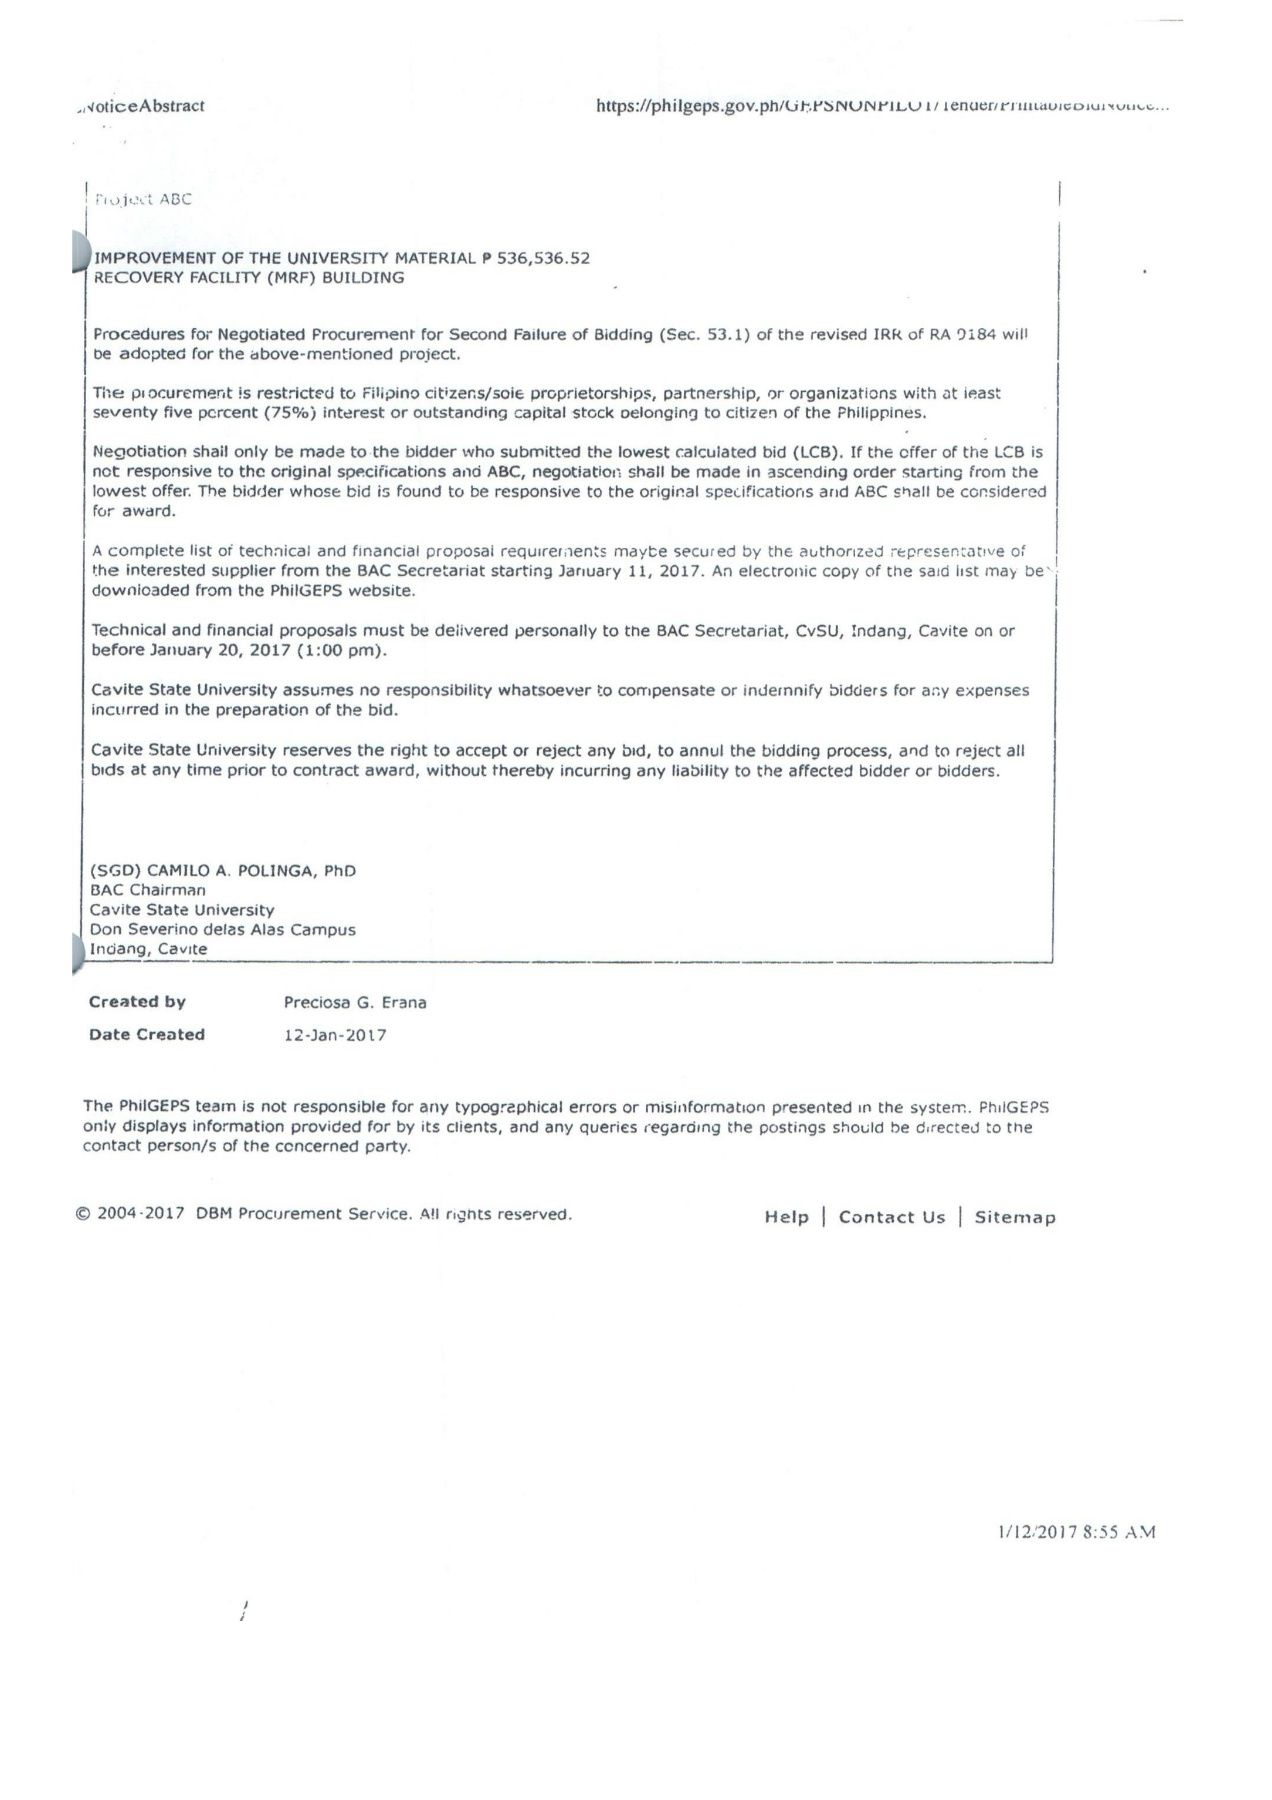 NoticeAbstract
https://philgeps.gov.ph/GEPSNONPILOT/Tender/PrintableBidNotice...
Project ABC
IMPROVEMENT OF THE UNIVERSITY MATERIAL ₱ 536,536.52
RECOVERY FACILITY (MRF) BUILDING
Procedures for Negotiated Procurement for Second Failure of Bidding (Sec. 53.1) of the revised IRR of RA 9184 will
be adopted for the above-mentioned project.
The procurement is restricted to Filipino citizens/sole proprietorships, partnership, or organizations with at least
seventy five percent (75%) interest or outstanding capital stock belonging to citizen of the Philippines.
Negotiation shall only be made to the bidder who submitted the lowest calculated bid (LCB). If the offer of the LCB is
not responsive to the original specifications and ABC, negotiation shall be made in ascending order starting from the
lowest offer. The bidder whose bid is found to be responsive to the original specifications and ABC shall be considered
for award.
A complete list of technical and financial proposal requirements maybe secured by the authorized representative of
the interested supplier from the BAC Secretariat starting January 11, 2017. An electronic copy of the said list may be
downloaded from the PhilGEPS website.
Technical and financial proposals must be delivered personally to the BAC Secretariat, CvSU, Indang, Cavite on or
before January 20, 2017 (1:00 pm).
Cavite State University assumes no responsibility whatsoever to compensate or indemnify bidders for any expenses
incurred in the preparation of the bid.
Cavite State University reserves the right to accept or reject any bid, to annul the bidding process, and to reject all
bids at any time prior to contract award, without thereby incurring any liability to the affected bidder or bidders.
(SGD) CAMILO A. POLINGA, PhD
BAC Chairman
Cavite State University
Don Severino delas Alas Campus
Indang, Cavite
Created by Preciosa G. Erana
Date Created 12-Jan-2017
The PhilGEPS team is not responsible for any typographical errors or misinformation presented in the system. PhilGEPS
only displays information provided for by its clients, and any queries regarding the postings should be directed to the
contact person/s of the concerned party.
© 2004-2017 DBM Procurement Service. All rights reserved.
Help | Contact Us | Sitemap
1/12/2017 8:55 AM